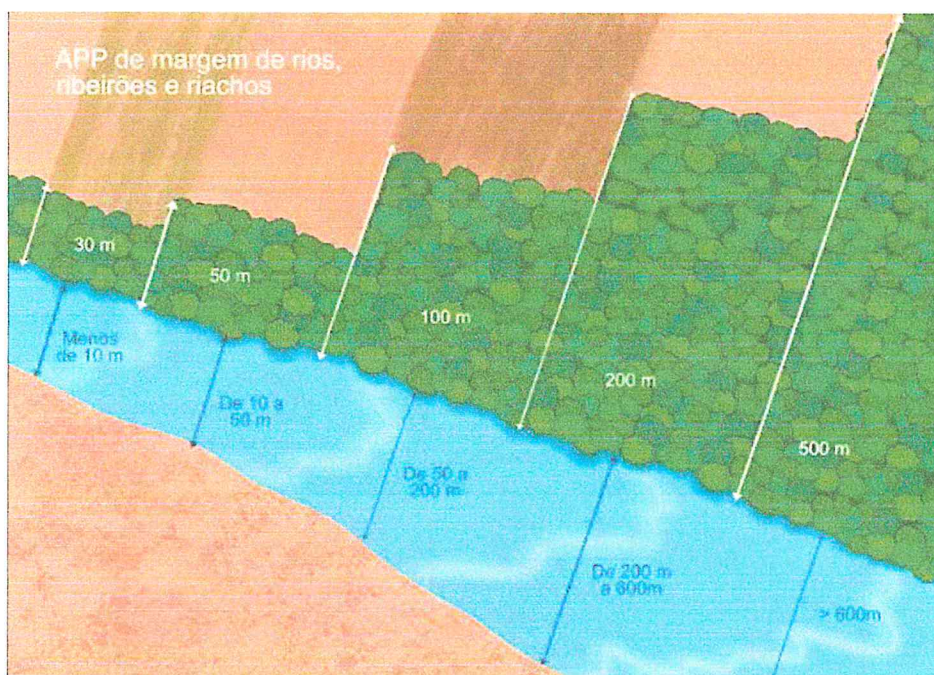 APP de margem de rios,
ribeirões e riachos
30 m
50 m
100 m
200 m
500 m
Menos
de 10 m
De 10 a
50 m
De 50 a
200 m
De 200 m
a 600m
> 600m